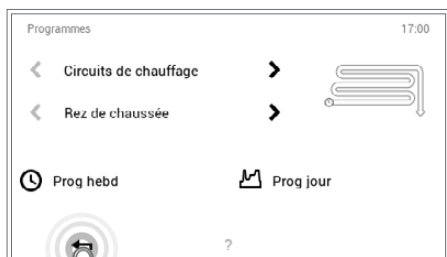 Programmes 17:00
Circuits de chauffage
Rez de chaussée
Prog hebd Prog jour
?